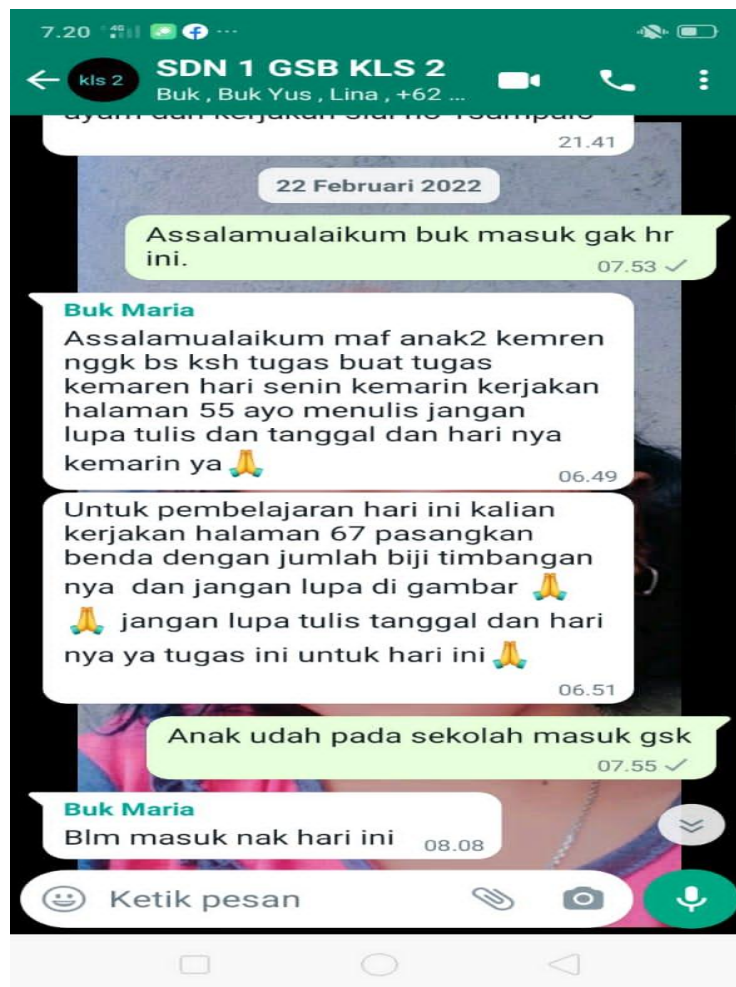 7.20 4G ...
kls 2
SDN 1 GSB KLS 2
Buk , Buk Yus , Lina , +62 ...
21.41
22 Februari 2022
Assalamualaikum buk masuk gak hr
ini.
07.53
Buk Maria
Assalamualaikum maf anak2 kemren
nggk bs ksh tugas buat tugas
kemaren hari senin kemarin kerjakan
halaman 55 ayo menulis jangan
lupa tulis dan tanggal dan hari nya
kemarin ya 🙏
06.49
Untuk pembelajaran hari ini kalian
kerjakan halaman 67 pasangkan
benda dengan jumlah biji timbangan
nya dan jangan lupa di gambar 🙏
🙏 jangan lupa tulis tanggal dan hari
nya ya tugas ini untuk hari ini 🙏
06.51
Anak udah pada sekolah masuk gsk
07.55
Buk Maria
Blm masuk nak hari ini 08.08
Ketik pesan